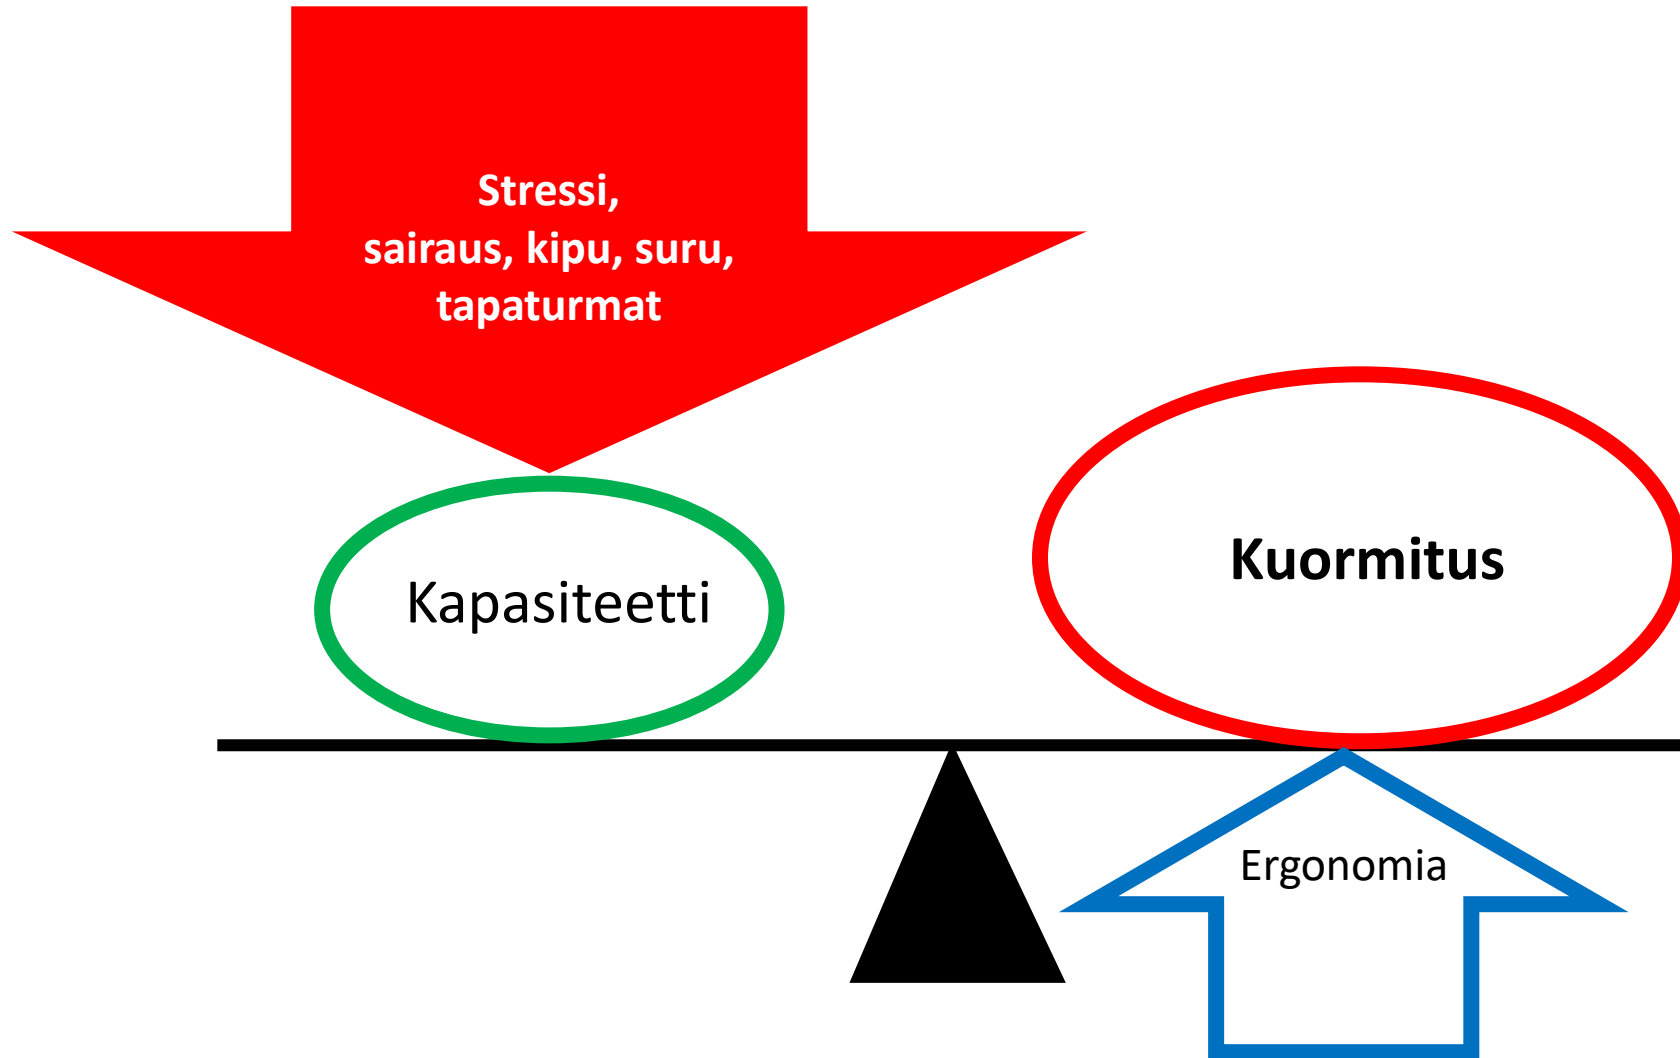 Stressi,
sairaus, kipu, suru,
tapaturmat
Kapasiteetti
Kuormitus
Ergonomia